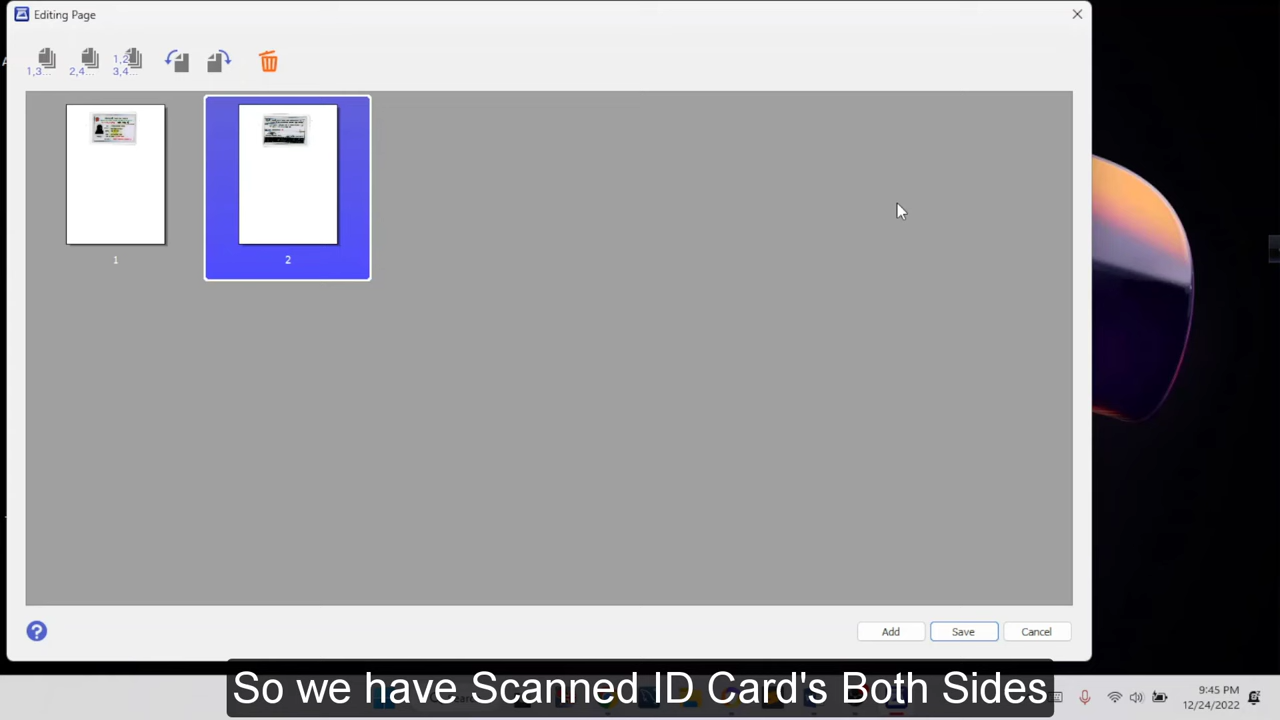 Editing Page
1,3...
2,4...
1,2
3,4...
1
2
Add
Save
Cancel
So we have Scanned ID Card's Both Sides
9:45 PM
12/24/2022